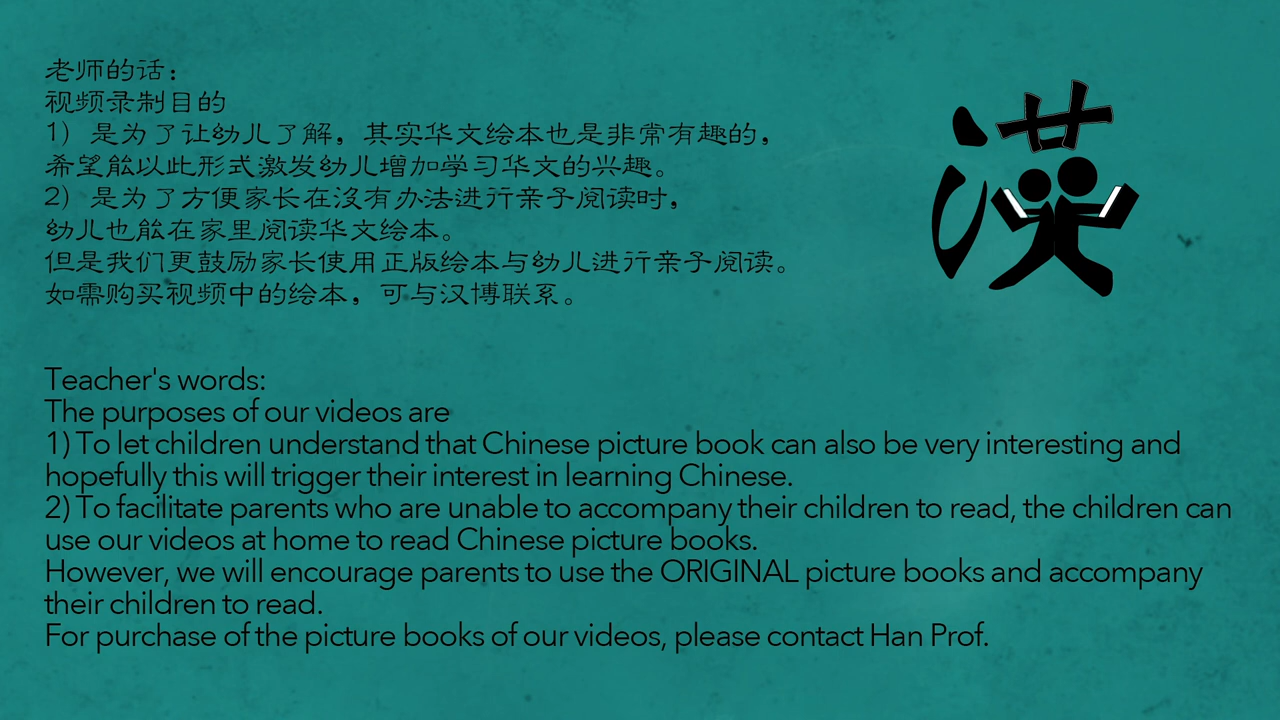 老师的话：
视频录制目的
1）是为了让幼儿了解，其实华文绘本也是非常有趣的，
希望能以此形式激发幼儿增加学习华文的兴趣。
2）是为了方便家长在没有办法进行亲子阅读时，
幼儿也能在家里阅读华文绘本。
但是我们更鼓励家长使用正版绘本与幼儿进行亲子阅读。
如需购买视频中的绘本，可与汉博联系。
漢
Teacher's words:
The purposes of our videos are
1) To let children understand that Chinese picture book can also be very interesting and
hopefully this will trigger their interest in learning Chinese.
2) To facilitate parents who are unable to accompany their children to read, the children can
use our videos at home to read Chinese picture books.
However, we will encourage parents to use the ORIGINAL picture books and accompany
their children to read.
For purchase of the picture books of our videos, please contact Han Prof.